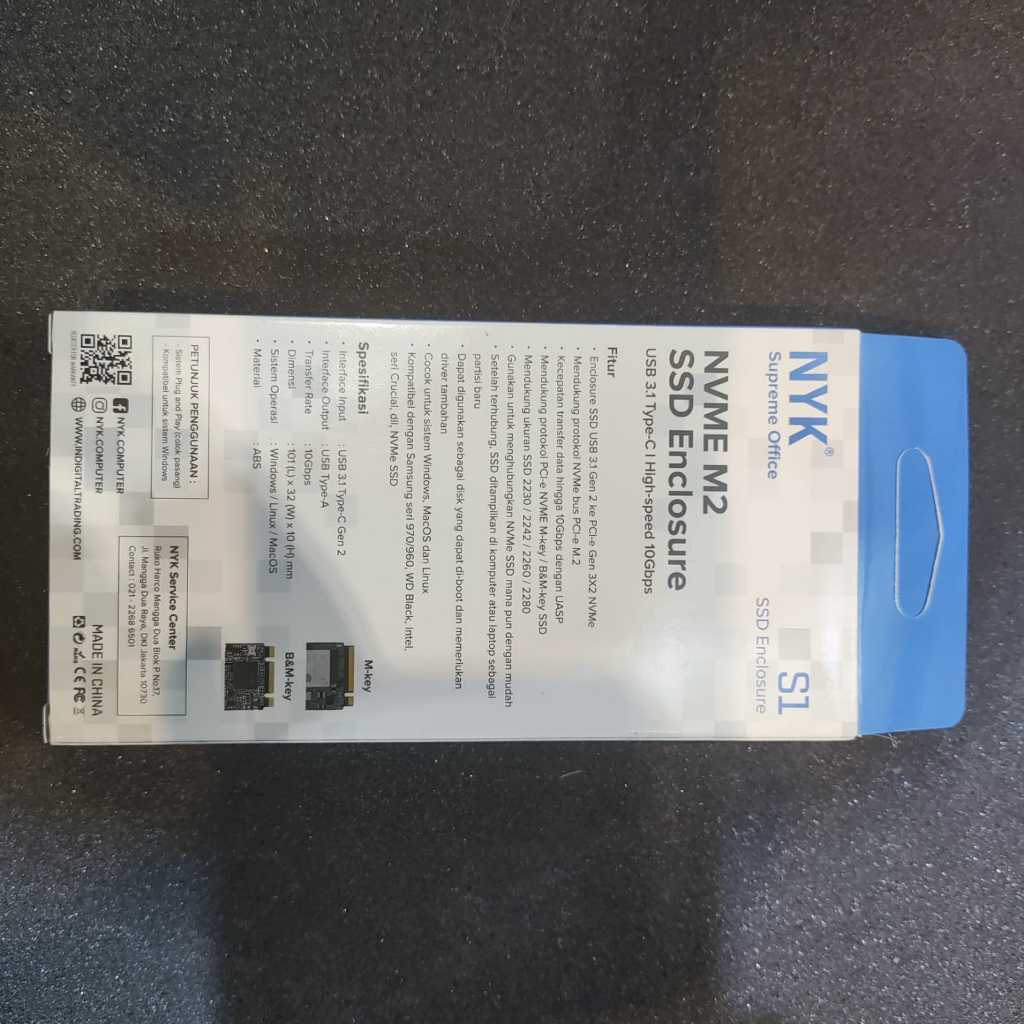 NYK®
Supreme Office
S1
SSD Enclosure
NVME M2
SSD Enclosure
USB 3.1 Type-C I High-speed 10Gbps
Fitur
• Enclosure SSD USB 3.1 Gen 2 ke PCI-e Gen 3X2 NVMe
• Mendukung protokol NVMe bus PCI-e M.2
• Kecepatan transfer data hingga 10Gbps dengan UASP
• Mendukung protokol PCI-e NVME M-key / B&M-key SSD
• Mendukung ukuran SSD 2230 / 2242 / 2260 / 2280
• Gunakan untuk menghubungkan NVMe SSD mana pun dengan mudah
• Setelah terhubung, SSD ditampilkan di komputer atau laptop sebagai
partisi baru
• Dapat digunakan sebagai disk yang dapat di-boot dan memerlukan
driver tambahan
• Cocok untuk sistem Windows, MacOS dan Linux
• Kompatibel dengan Samsung seri 970/960, WD Black, Intel,
seri Crucial, dll, NVMe SSD
Spesifikasi
• Interface Input : USB 3.1 Type-C Gen 2
• Interface Output : USB Type-A
• Transfer Rate : 10Gbps
• Dimensi : 101 (L) x 32 (W) x 10 (H) mm
• Sistem Operasi : Windows / Linux / MacOS
• Material : ABS
M-key
B&M-key
PETUNJUK PENGGUNAAN :
- Sistem Plug and Play (colok pasang)
- Kompatibel untuk sistem Windows
NYK Service Center
Ruko Harco Mangga Dua Blok P No.17,
Jl. Mangga Dua Raya, DKI Jakarta 10730
Contact : 021 - 2268 6501
NYK.COMPUTER
NYK.COMPUTER
WWW.INDIGITALTRADING.COM
MADE IN CHINA
CE FC